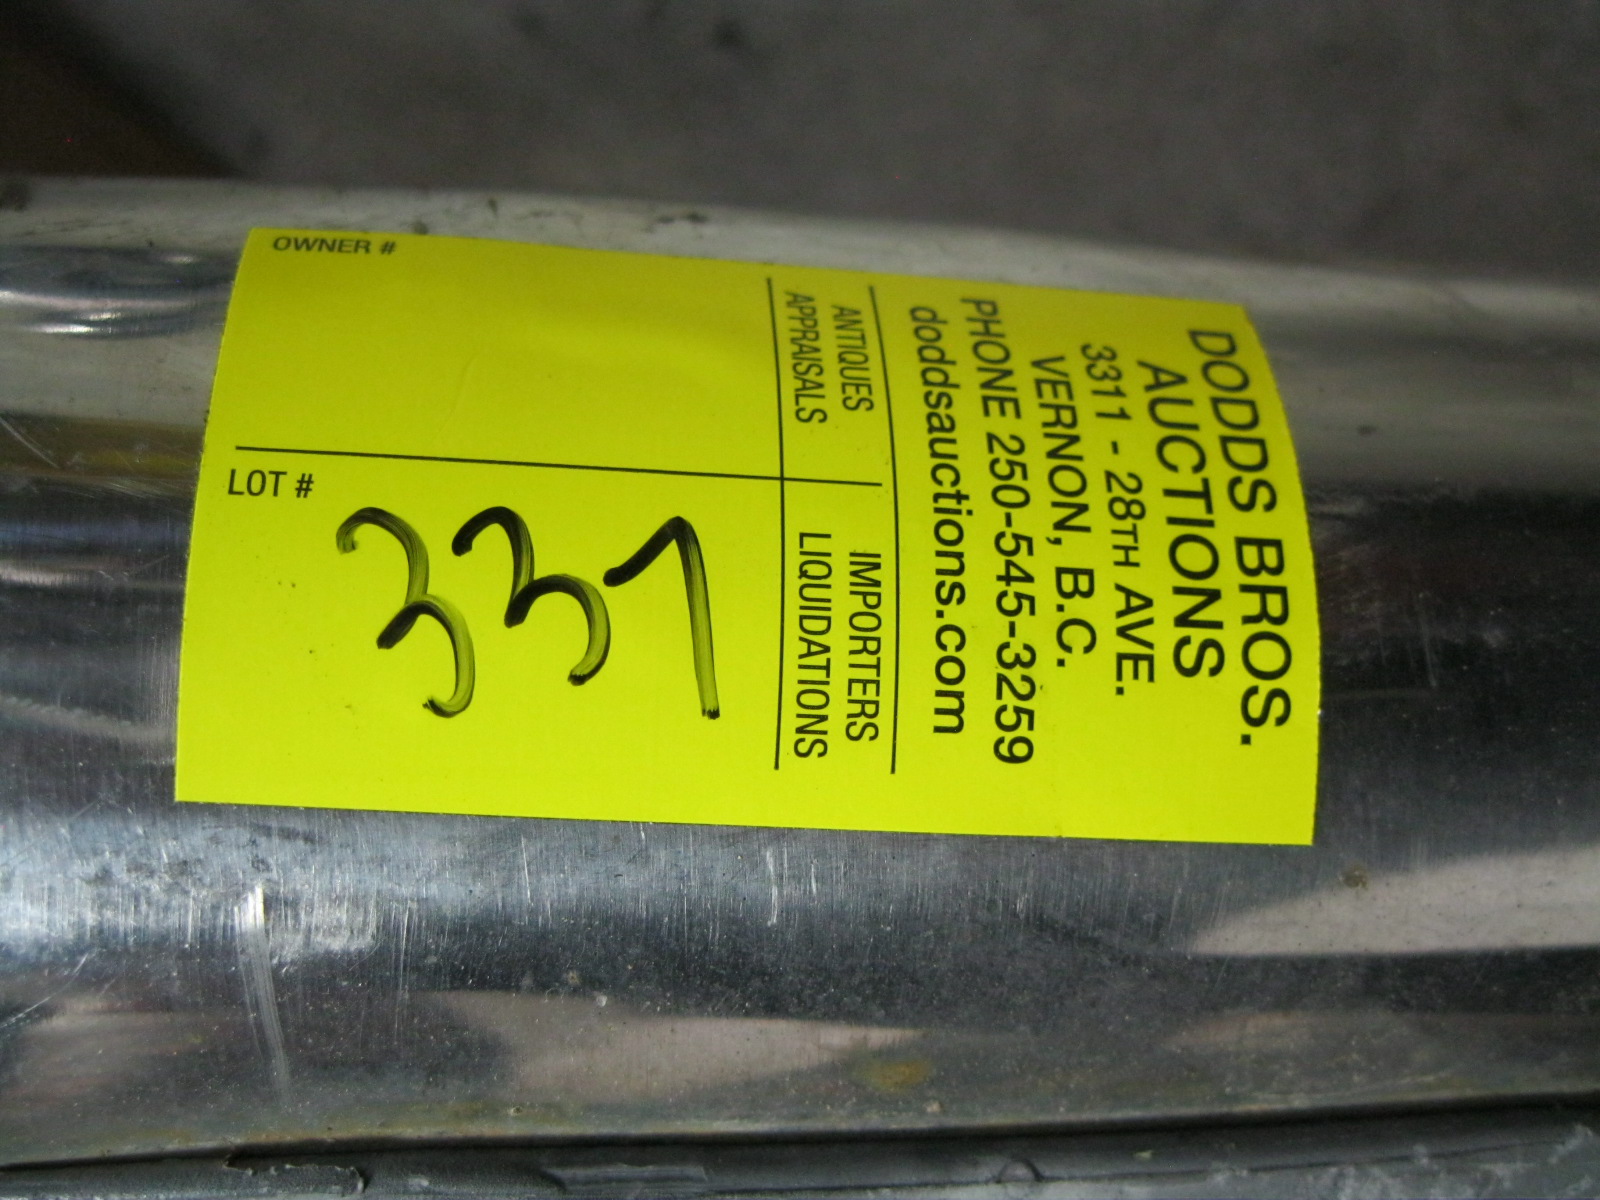 DODDS BROS.
AUCTIONS
3311 - 28TH AVE.
VERNON, B.C.
PHONE 250-545-3259
doddsauctions.com
ANTIQUES
APPRAISALS
IMPORTERS
LIQUIDATIONS
OWNER #
LOT #
337